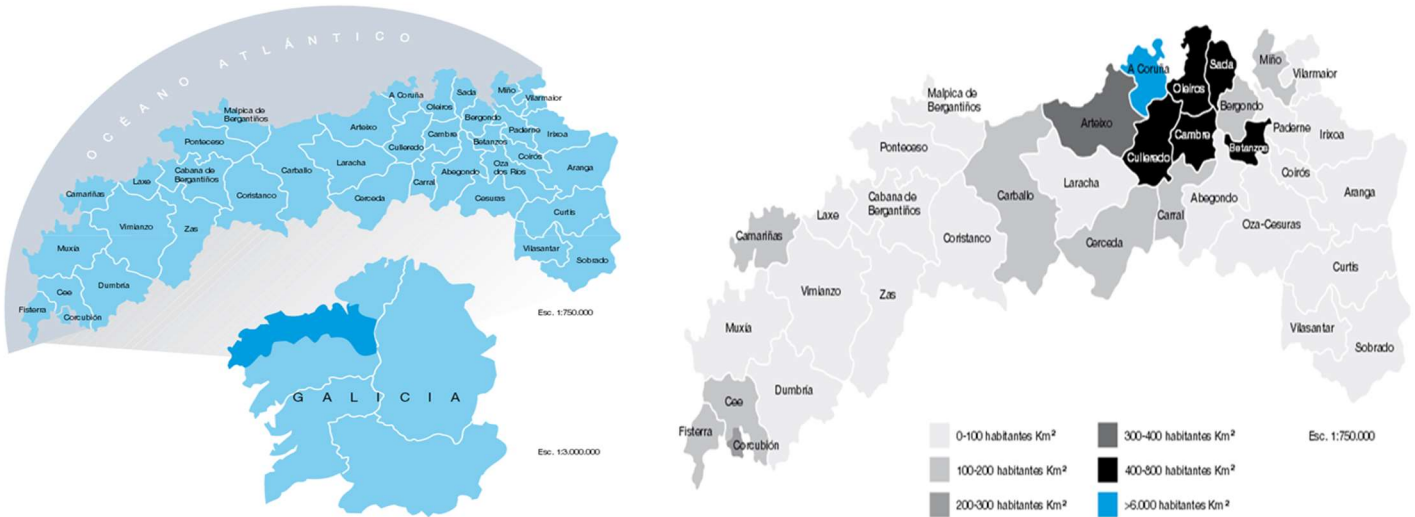 OCÉANO ATLÁNTICO
A Coruña
Sada
Miño
Vilarmaior
Oleiros
Malpica de
Bergantiños
Bergondo
Arteixo
Cambre
Paderne
Irixoa
Ponteceso
Betanzos
Culleredo
Coirós
Laracha
Oza
dos Ríos
Aranga
Carballo
Cabana de
Bergantiños
Abegondo
Laxe
Carral
Camariñas
Coristanco
Cerceda
Cesuras
Curtis
Vimianzo
Zas
Muxía
Vilasantar
Sobrado
Dumbría
Cee
Fisterra
Corcubión
Esc. 1:750.000
GALICIA
Esc. 1:3.000.000
Sada
Miño
A Coruña
Vilarmaior
Oleiros
Malpica de
Bergantiños
Bergondo
Arteixo
Paderne
Irixoa
Cambre
Ponteceso
Betanzos
Culleredo
Coirós
Laracha
Aranga
Carballo
Cabana de
Bergantiños
Abegondo
Laxe
Carral
Oza-Cesuras
Camariñas
Coristanco
Cerceda
Curtis
Vimianzo
Zas
Muxía
Vilasantar
Sobrado
Dumbría
Cee
Fisterra
Corcubión
0-100 habitantes Km²
300-400 habitantes Km²
Esc. 1:750.000
100-200 habitantes Km²
400-800 habitantes Km²
200-300 habitantes Km²
>6.000 habitantes Km²